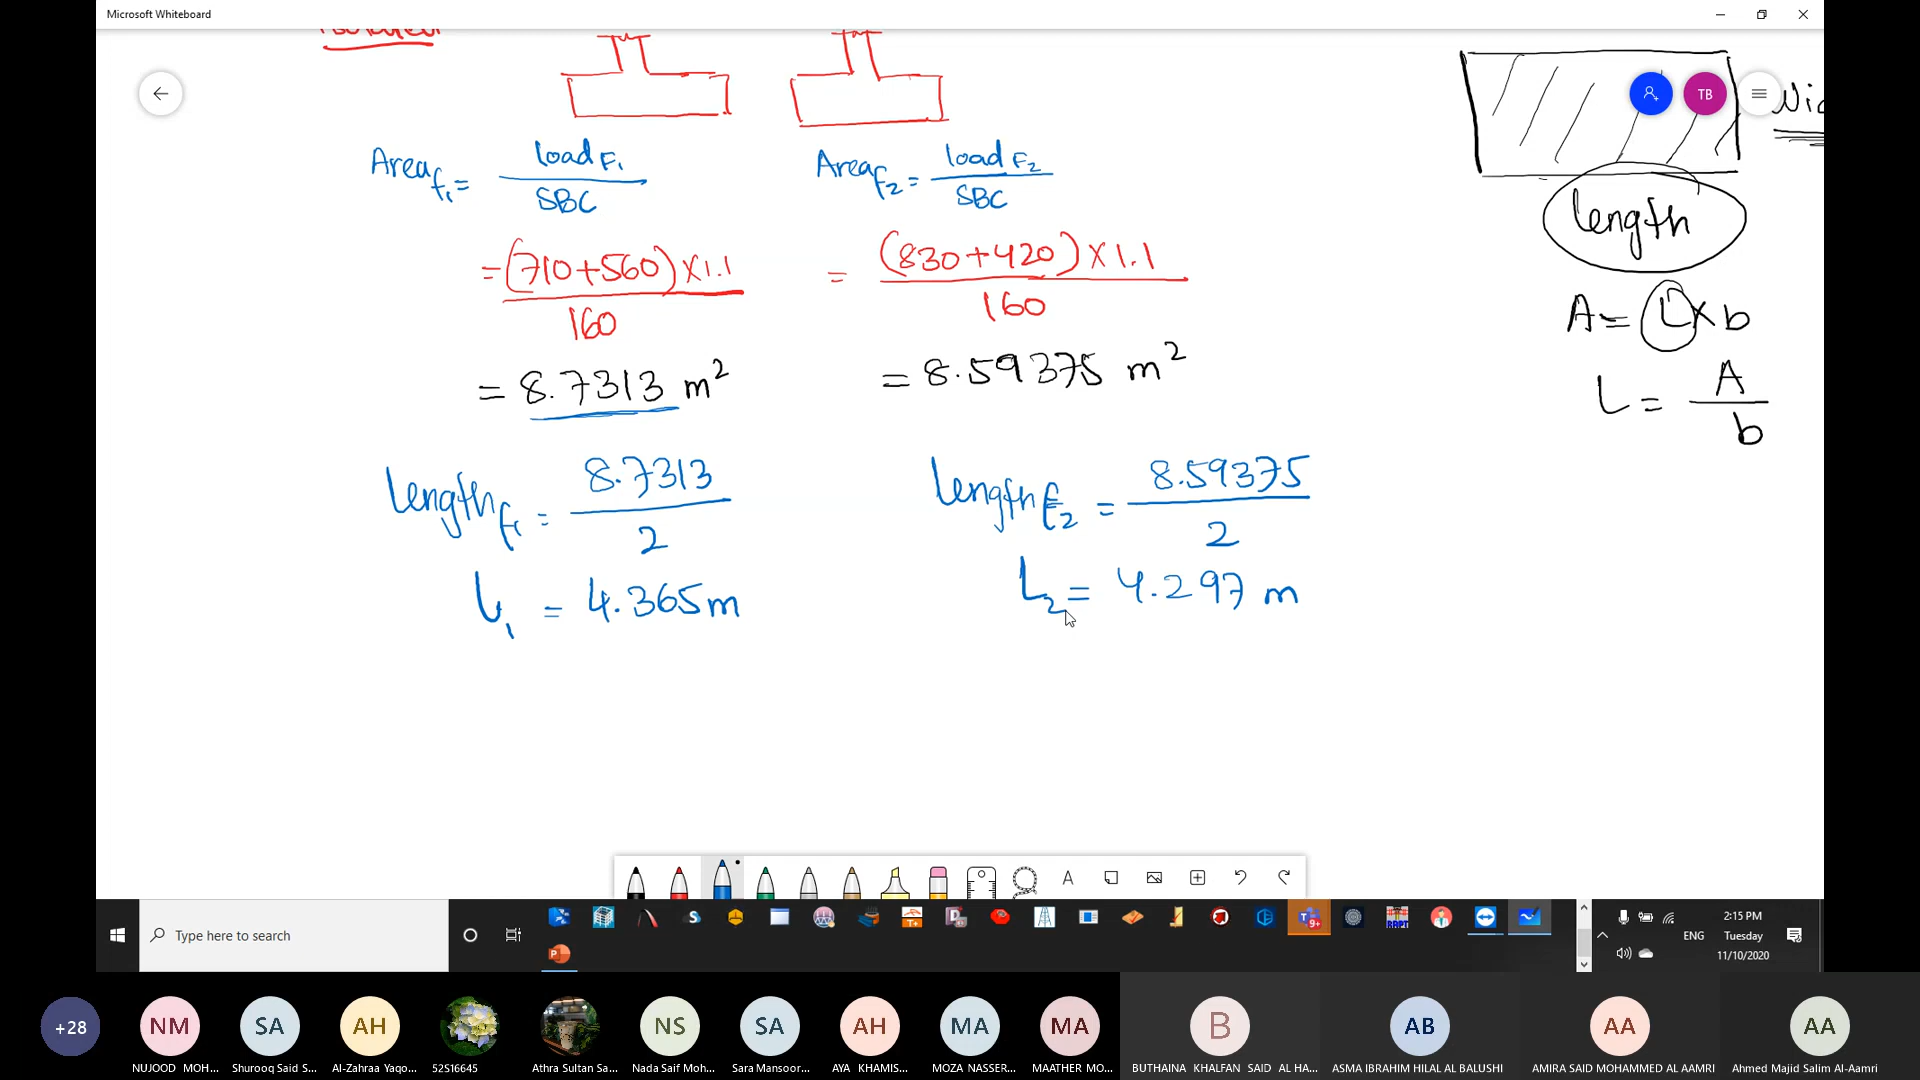 Microsoft Whiteboard
Isolated
TB
Area f1 = load F1 / SBC
Area F2 = load F2 / SBC
length
= (710+560) x 1.1 / 160
= (830+420) x 1.1 / 160
A = L x b
= 8.7313 m²
= 8.59375 m²
L = A / b
length f1 = 8.7313 / 2
length F2 = 8.59375 / 2
L1 = 4.365m
L2 = 4.297 m
Type here to search
9+
ENG
2:15 PM
Tuesday
11/10/2020
+28
NM
SA
AH
NS
SA
AH
MA
MA
B
AB
AA
AA
NUJOOD MOH...
Shurooq Said S...
Al-Zahraa Yaqo...
52S16645
Athra Sultan Sa...
Nada Saif Moh...
Sara Mansoor...
AYA KHAMIS...
MOZA NASSER...
MAATHER MO...
BUTHAINA KHALFAN SAID AL HA...
ASMA IBRAHIM HILAL AL BALUSHI
AMIRA SAID MOHAMMED AL AAMRI
Ahmed Majid Salim Al-Aamri